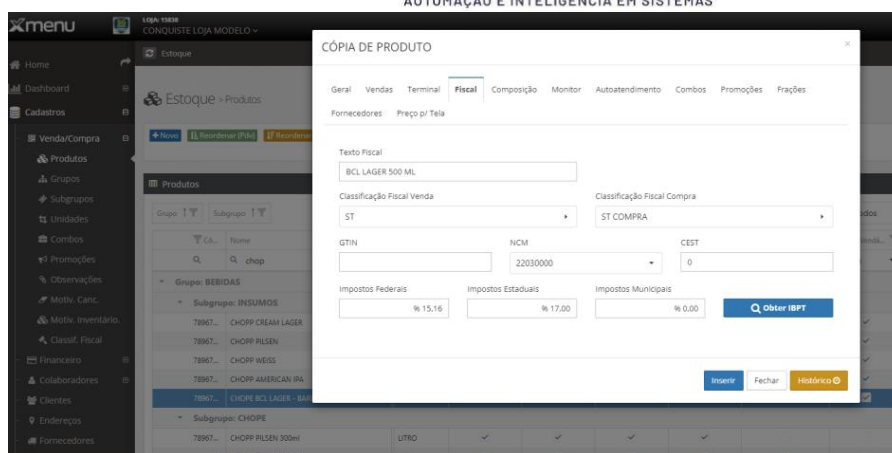 AUTOMAÇÃO E INTELIGÊNCIA EM SISTEMAS
Xmenu
LOJA: 15838
CONQUISTE LOJA MODELO
Estoque
Home
Dashboard
Cadastros
Venda/Compra
Produtos
Grupos
Subgrupos
Unidades
Combos
Promoções
Observações
Motiv. Canc.
Motiv. Inventário.
Classif. Fiscal
Financeiro
Colaboradores
Clientes
Endereços
Fornecedores
Estoque > Produtos
Novo
Reordenar (Pdv)
Reordenar
Produtos
Grupo
Subgrupo
Nome
chop
Grupo: BEBIDAS
Subgrupo: INSUMOS
78967... CHOPP CREAM LAGER
78967... CHOPP PILSEN
78967... CHOPP WEISS
78967... CHOPP AMERICAN IPA
78967... CHOPE BCL LAGER - BAR
Subgrupo: CHOPE
78967... CHOPP PILSEN 300ml LITRO
CÓPIA DE PRODUTO
×
Geral Vendas Terminal Fiscal Composição Monitor Autoatendimento Combos Promoções Frações
Fornecedores Preço p/ Tela
Texto Fiscal
BCL LAGER 500 ML
Classificação Fiscal Venda Classificação Fiscal Compra
ST ST COMPRA
GTIN NCM CEST
22030000 0
Impostos Federais Impostos Estaduais Impostos Municipais
% 15,16 % 17,00 % 0,00 Obter IBPT
Inserir Fechar Histórico